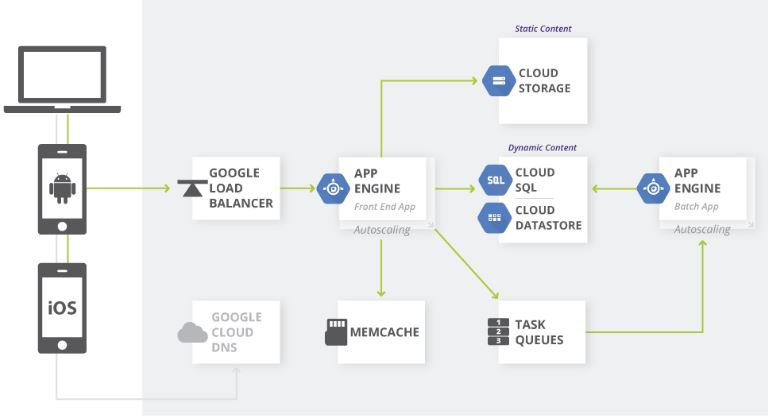 Static Content
CLOUD
STORAGE
Dynamic Content
GOOGLE
LOAD
BALANCER
APP
ENGINE
Front End App
Autoscaling
SQL
CLOUD
SQL
CLOUD
DATASTORE
APP
ENGINE
Batch App
Autoscaling
iOS
GOOGLE
CLOUD
DNS
MEMCACHE
1
2
3
TASK
QUEUES